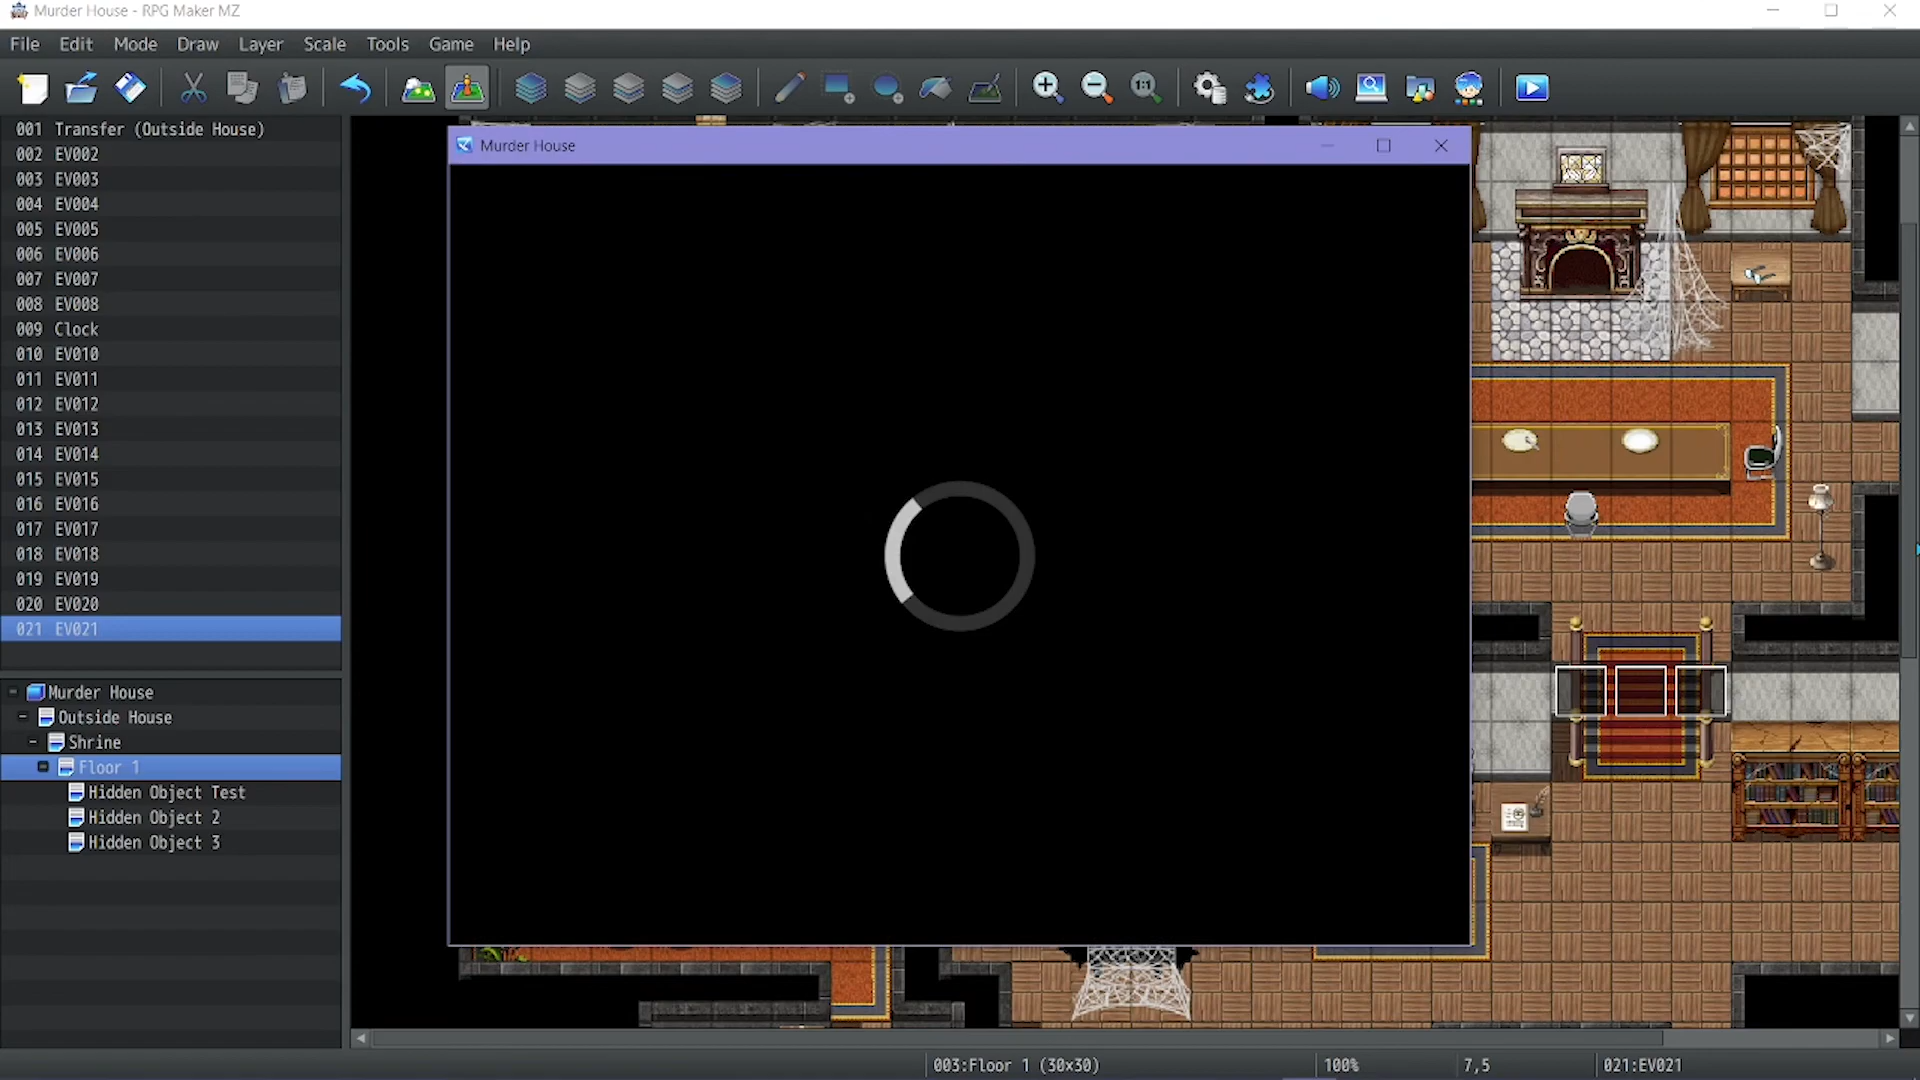 Murder House - RPG Maker MZ
File Edit Mode Draw Layer Scale Tools Game Help
1:1
001 Transfer (Outside House)
002 EV002
003 EV003
004 EV004
005 EV005
006 EV006
007 EV007
008 EV008
009 Clock
010 EV010
011 EV011
012 EV012
013 EV013
014 EV014
015 EV015
016 EV016
017 EV017
018 EV018
019 EV019
020 EV020
021 EV021
Murder House
Outside House
Shrine
Floor 1
Hidden Object Test
Hidden Object 2
Hidden Object 3
Murder House
003:Floor 1 (30x30) 100% 7,5 021:EV021